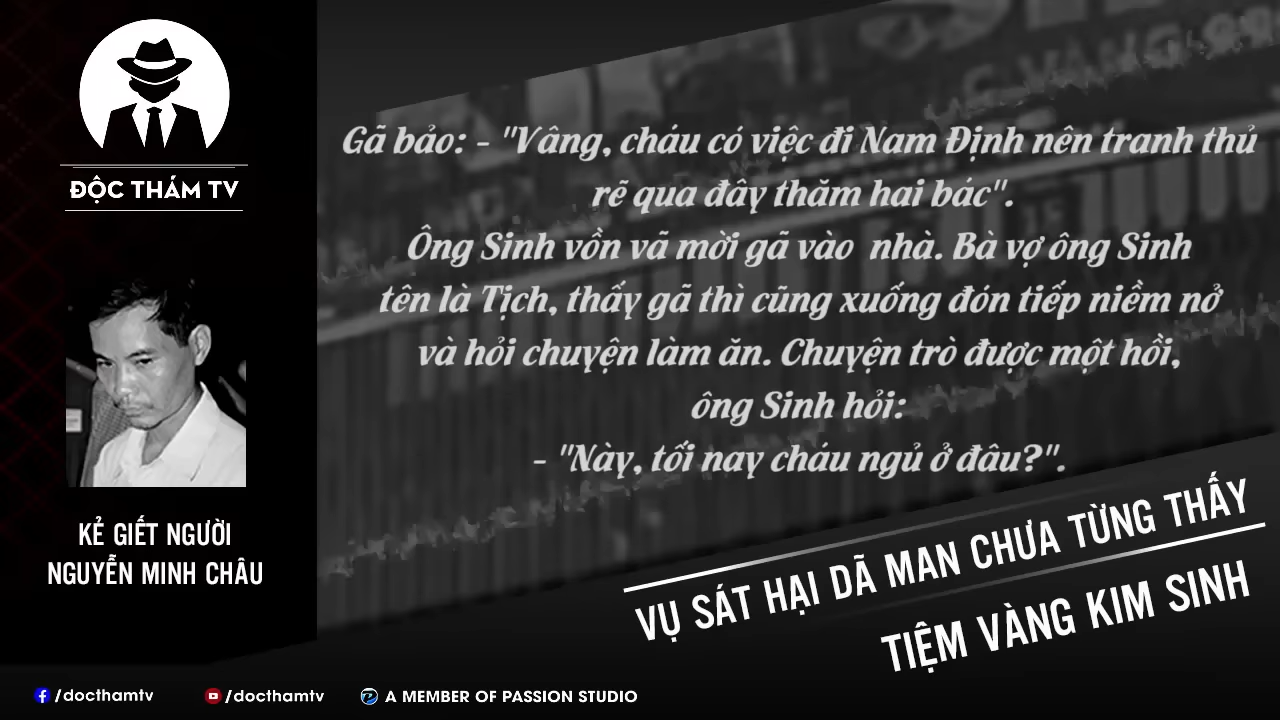 ĐỘC THÁM TV
KẺ GIẾT NGƯỜI
NGUYỄN MINH CHÂU
Gã bảo: - "Vâng, cháu có việc đi Nam Định nên tranh thủ
rẽ qua đây thăm hai bác".
Ông Sinh vồn vã mời gã vào nhà. Bà vợ ông Sinh
tên là Tịch, thấy gã thì cũng xuống đón tiếp niềm nở
và hỏi chuyện làm ăn. Chuyện trò được một hồi,
ông Sinh hỏi:
- "Này, tối nay cháu ngủ ở đâu?".
VỤ SÁT HẠI DÃ MAN CHƯA TỪNG THẤY
TIỆM VÀNG KIM SINH
/docthamtv
/docthamtv
A MEMBER OF PASSION STUDIO